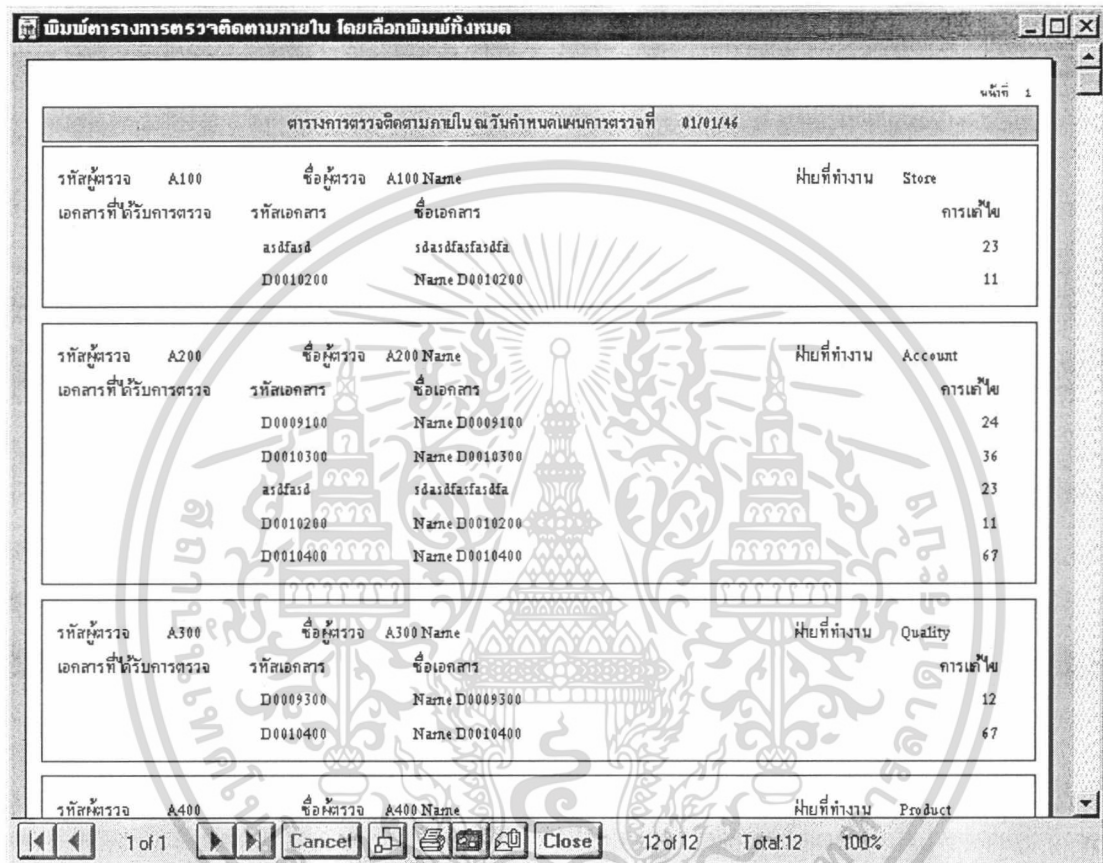 พิมพ์ตารางการตรวจติดตามภายใน โดยเลือกพิมพ์ทั้งหมด
หน้าที่ 1
ตารางการตรวจติดตามภายใน ณ วันกำหนดแผนการตรวจที่ 01/01/46
รหัสผู้ตรวจ A100 ชื่อผู้ตรวจ A100 Name ฝ่ายที่ทำงาน Store
เอกสารที่ได้รับการตรวจ รหัสเอกสาร ชื่อเอกสาร การแก้ไข
asdfasd sdasdfasfasdfa 23
D0010200 Name D0010200 11
รหัสผู้ตรวจ A200 ชื่อผู้ตรวจ A200 Name ฝ่ายที่ทำงาน Account
เอกสารที่ได้รับการตรวจ รหัสเอกสาร ชื่อเอกสาร การแก้ไข
D0009100 Name D0009100 24
D0010300 Name D0010300 36
asdfasd sdasdfasfasdfa 23
D0010200 Name D0010200 11
D0010400 Name D0010400 67
รหัสผู้ตรวจ A300 ชื่อผู้ตรวจ A300 Name ฝ่ายที่ทำงาน Quality
เอกสารที่ได้รับการตรวจ รหัสเอกสาร ชื่อเอกสาร การแก้ไข
D0009300 Name D0009300 12
D0010400 Name D0010400 67
รหัสผู้ตรวจ A400 ชื่อผู้ตรวจ A400 Name ฝ่ายที่ทำงาน Product
1 of 1 Cancel Close 12 of 12 Total:12 100%